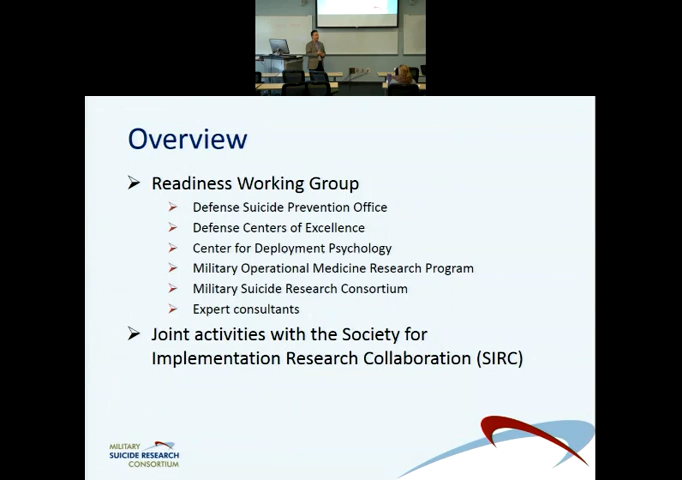 Overview
Readiness Working Group
Defense Suicide Prevention Office
Defense Centers of Excellence
Center for Deployment Psychology
Military Operational Medicine Research Program
Military Suicide Research Consortium
Expert consultants
Joint activities with the Society for
Implementation Research Collaboration (SIRC)
MILITARY
SUICIDE RESEARCH
CONSORTIUM